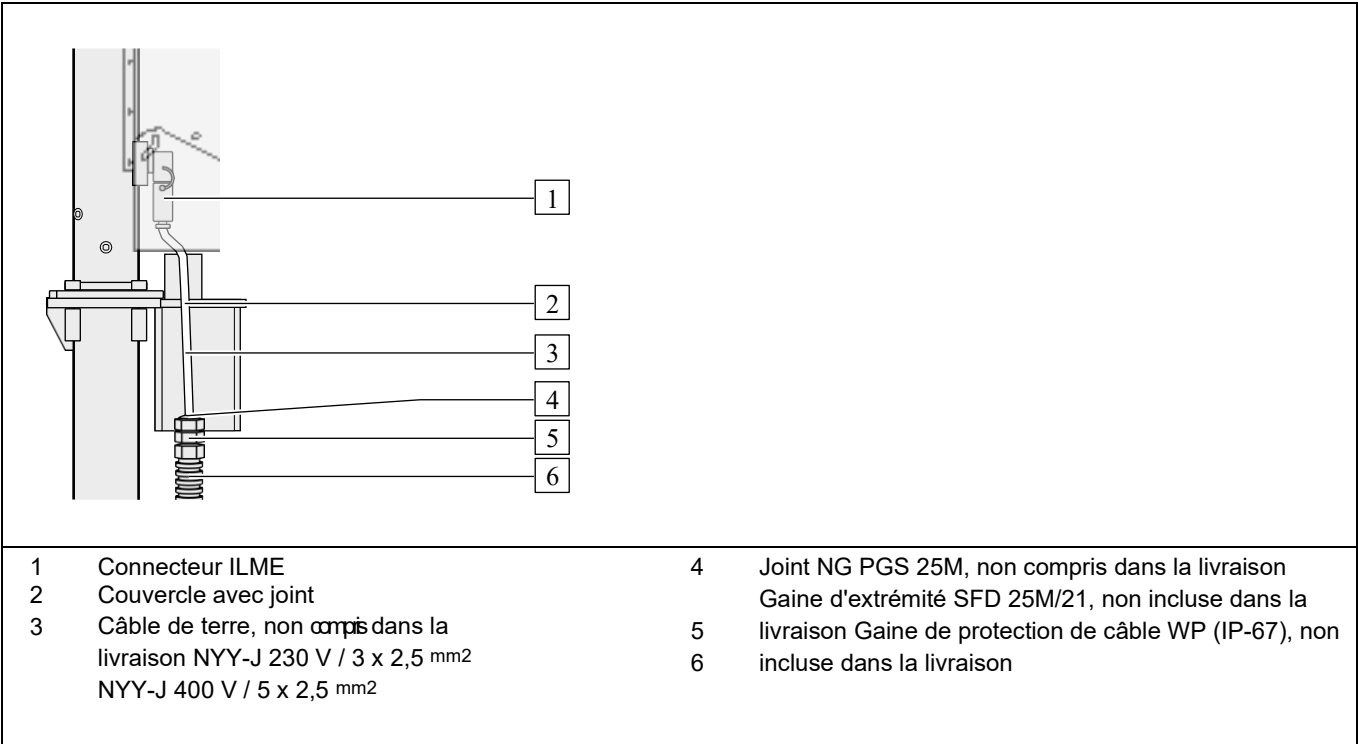 1
2
3
4
5
6
1 Connecteur ILME
2 Couvercle avec joint
3 Câble de terre, non compris dans la
livraison NYY-J 230 V / 3 x 2,5 mm2
NYY-J 400 V / 5 x 2,5 mm2
4 Joint NG PGS 25M, non compris dans la livraison
Gaine d'extrémité SFD 25M/21, non incluse dans la
5 livraison Gaine de protection de câble WP (IP-67), non
6 incluse dans la livraison